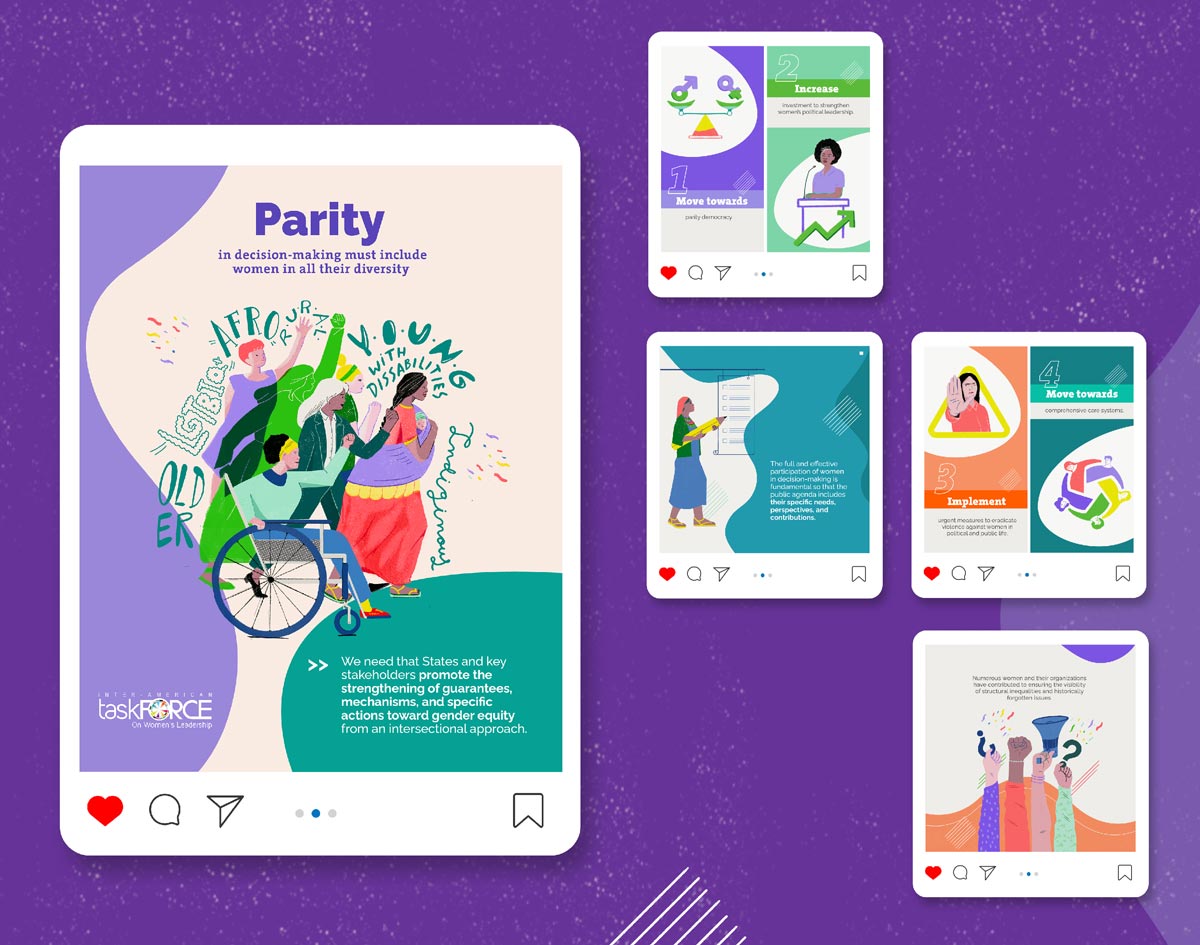 Parity
in decision-making must include
women in all their diversity
OLD
ER
LGTBIQ+
AFRO
RURAL
YOUNG
WITH
DISSABILITIES
Indiginous
We need that States and key
stakeholders promote the
strengthening of guarantees,
mechanisms, and specific
actions toward gender equity
from an intersectional approach.
INTER-AMERICAN
taskFORCE
On Women's Leadership
1
Move towards
parity democracy
2
Increase
investment to strengthen
women's political leadership.
The full and effective
participation of women
in decision-making is
fundamental so that the
public agenda includes
their specific needs,
perspectives, and
contributions.
3
Implement
urgent measures to eradicate
violence against women in
political and public life.
4
Move towards
comprehensive care systems.
Numerous women and their organizations
have contributed to ensuring the visibility
of structural inequalities and historically
forgotten issues
¿
?